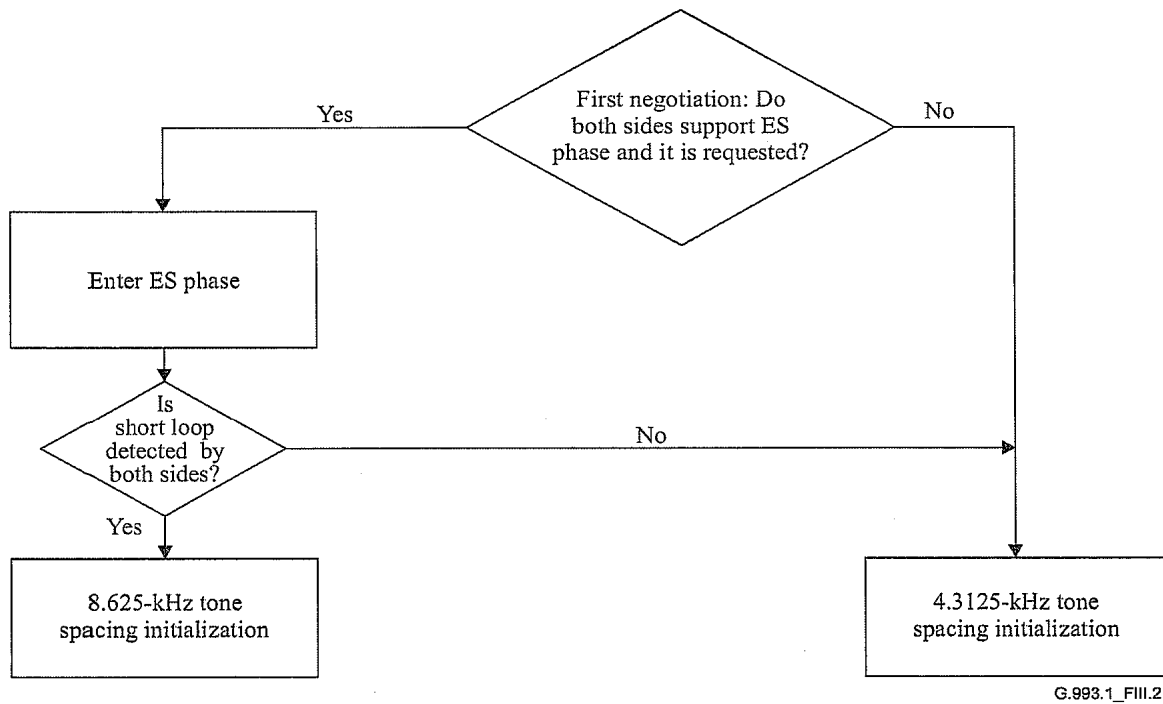 First negotiation: Do
both sides support ES
phase and it is requested?
Yes
No
Enter ES phase
Is
short loop
detected by
both sides?
No
Yes
8.625-kHz tone
spacing initialization
4.3125-kHz tone
spacing initialization
G.993.1_FIII.2